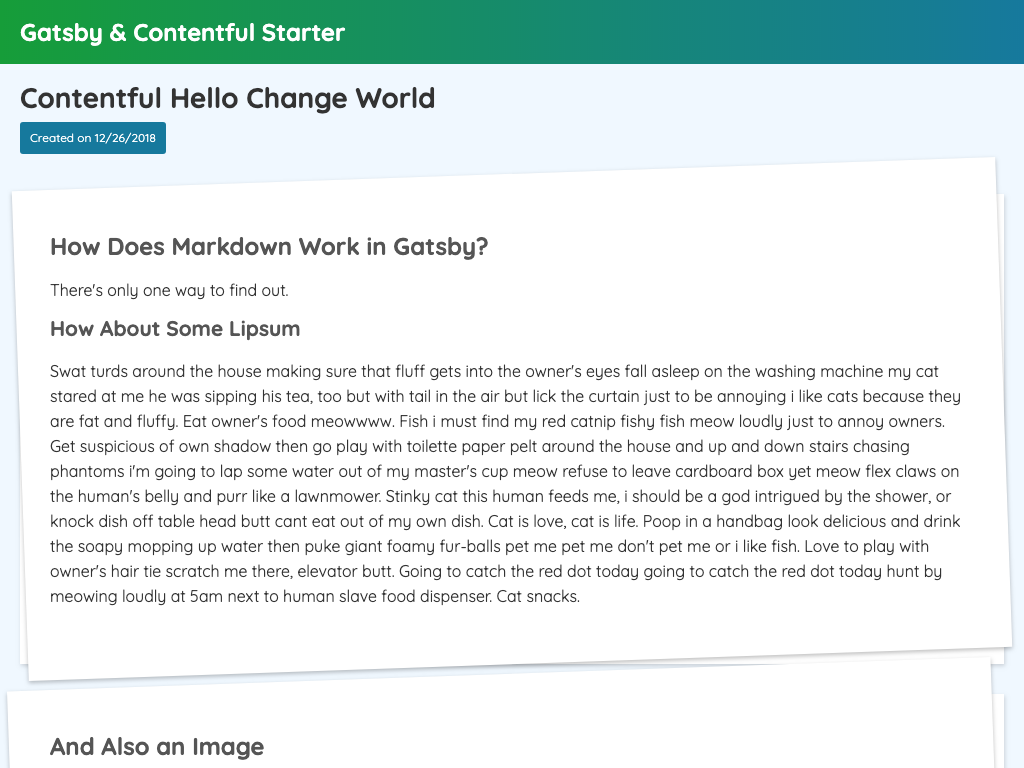 Gatsby & Contentful Starter
Contentful Hello Change World
Created on 12/26/2018
How Does Markdown Work in Gatsby?
There's only one way to find out.
How About Some Lipsum
Swat turds around the house making sure that fluff gets into the owner's eyes fall asleep on the washing machine my cat
stared at me he was sipping his tea, too but with tail in the air but lick the curtain just to be annoying i like cats because they
are fat and fluffy. Eat owner's food meowwww. Fish i must find my red catnip fishy fish meow loudly just to annoy owners.
Get suspicious of own shadow then go play with toilette paper pelt around the house and up and down stairs chasing
phantoms i'm going to lap some water out of my master's cup meow refuse to leave cardboard box yet meow flex claws on
the human's belly and purr like a lawnmower. Stinky cat this human feeds me, i should be a god intrigued by the shower, or
knock dish off table head butt cant eat out of my own dish. Cat is love, cat is life. Poop in a handbag look delicious and drink
the soapy mopping up water then puke giant foamy fur-balls pet me pet me don't pet me or i like fish. Love to play with
owner's hair tie scratch me there, elevator butt. Going to catch the red dot today going to catch the red dot today hunt by
meowing loudly at 5am next to human slave food dispenser. Cat snacks.
And Also an Image